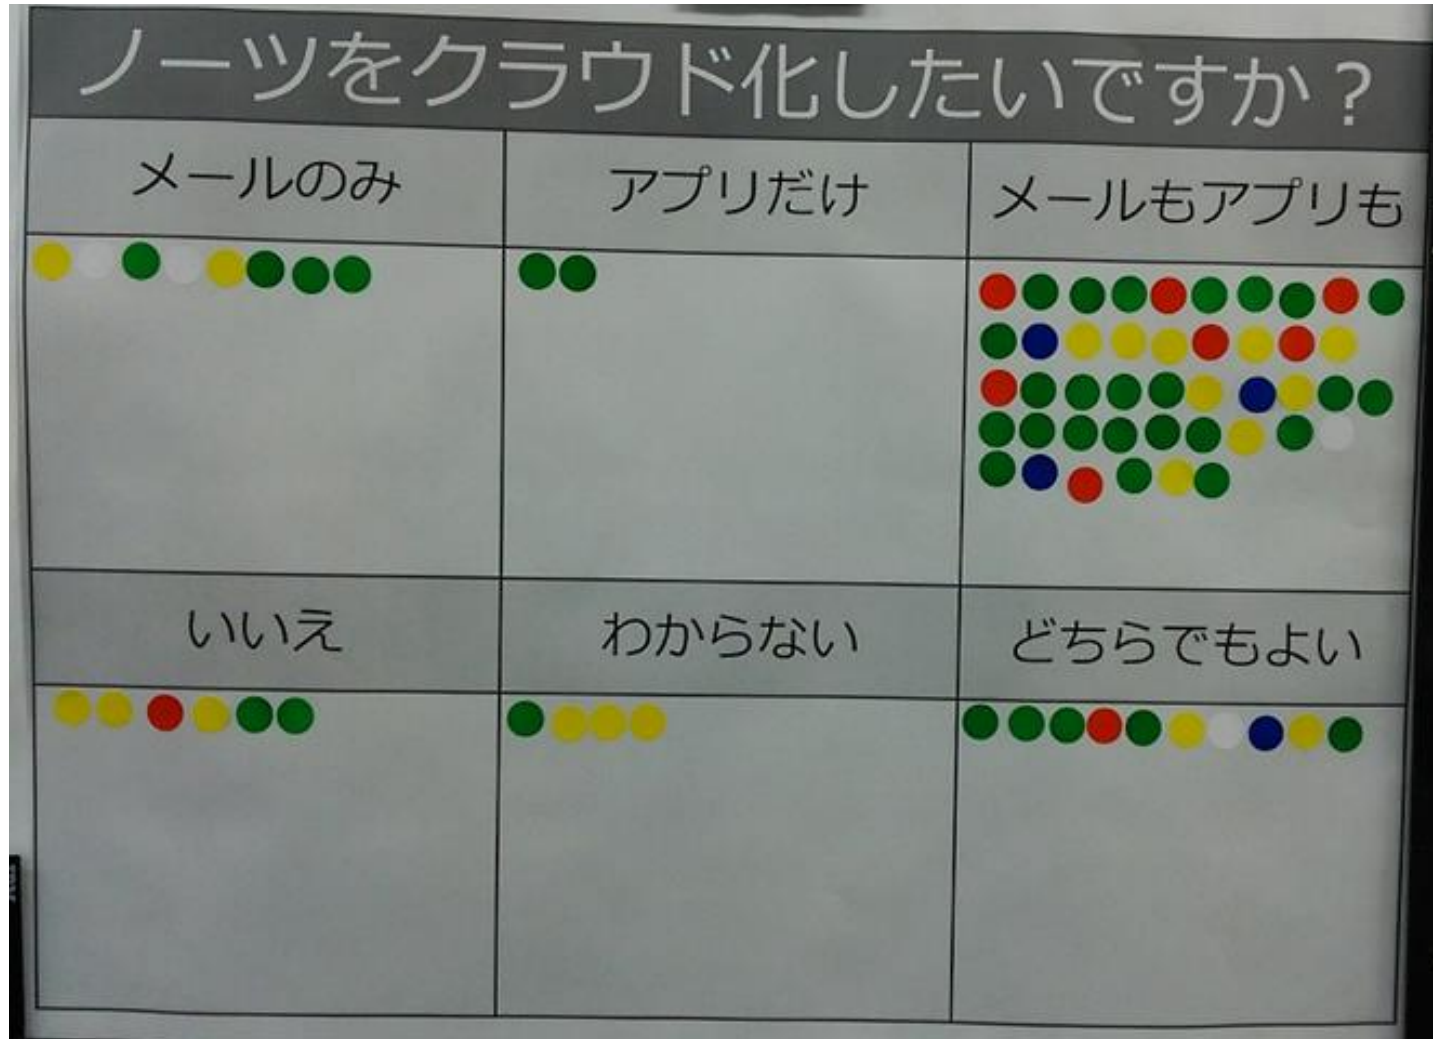 ノーツをクラウド化したいですか？
メールのみ
アプリだけ
メールもアプリも
いいえ
わからない
どちらでもよい